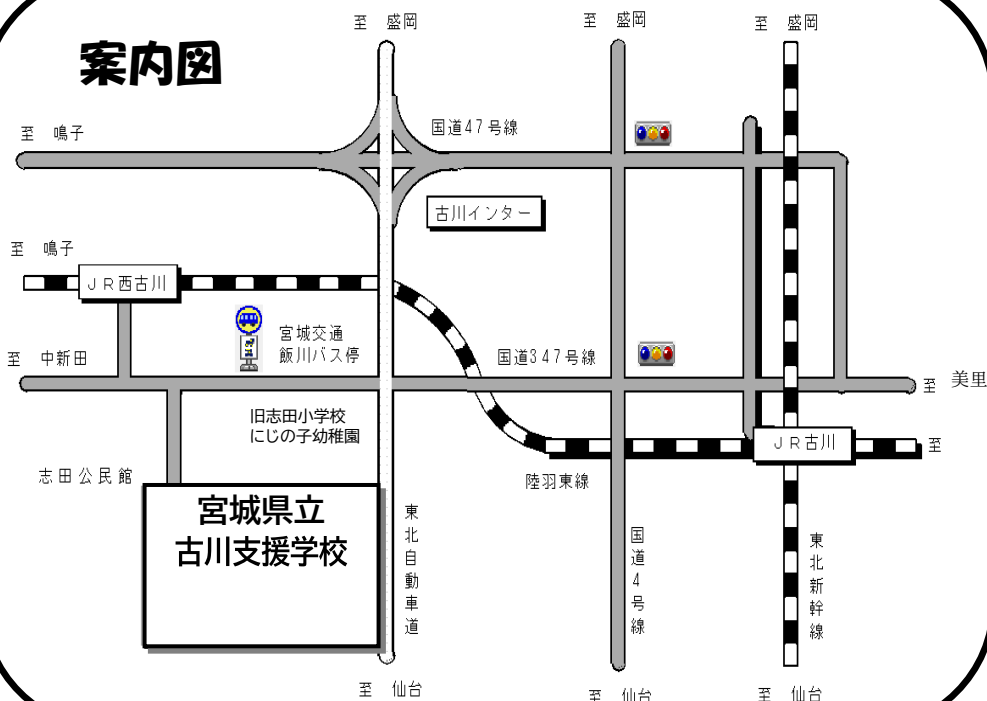 至　盛岡
至　盛岡
至　盛岡
案内図
至　鳴子
国道47号線
古川インター
至　鳴子
ＪＲ西古川
宮城交通
飯川バス停
至　中新田
国道347号線
至　美里
旧志田小学校
にじの子幼稚園
ＪＲ古川
至
志田公民館
陸羽東線
宮城県立
古川支援学校
東北自動車道
国道4号線
東北新幹線
至　仙台
至　仙台
至　仙台